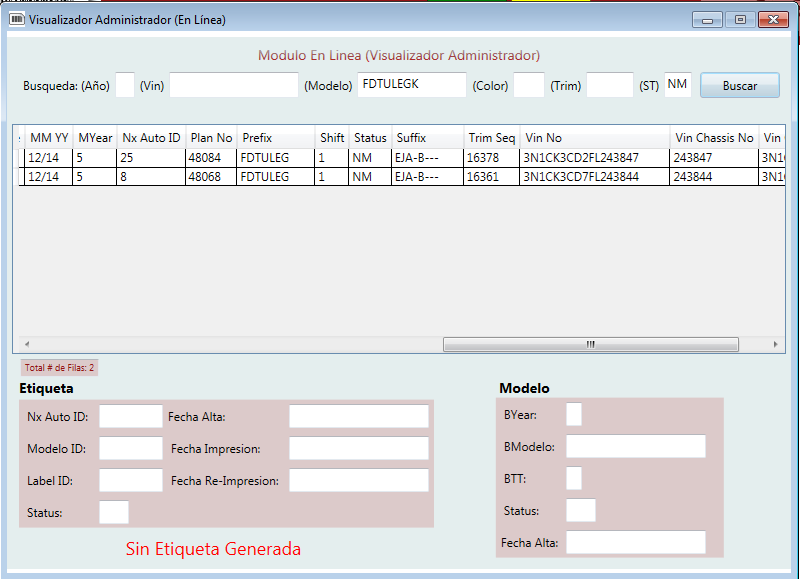 Visualizador Administrador (En Línea)
Modulo En Linea (Visualizador Administrador)
Busqueda: (Año) (Vin) (Modelo) FDTULEGK (Color) (Trim) (ST) NM Buscar
MM YY MYear Nx Auto ID Plan No Prefix Shift Status Suffix Trim Seq Vin No Vin Chassis No Vin
12/14 5 25 48084 FDTULEG 1 NM EJA-B--- 16378 3N1CK3CD2FL243847 243847 3N1
12/14 5 8 48068 FDTULEG 1 NM EJA-B--- 16361 3N1CK3CD7FL243844 243844 3N1
Total # de Filas: 2
Etiqueta
Nx Auto ID: Fecha Alta:
Modelo ID: Fecha Impresion:
Label ID: Fecha Re-Impresion:
Status:
Sin Etiqueta Generada
Modelo
BYear:
BModelo:
BTT:
Status:
Fecha Alta: